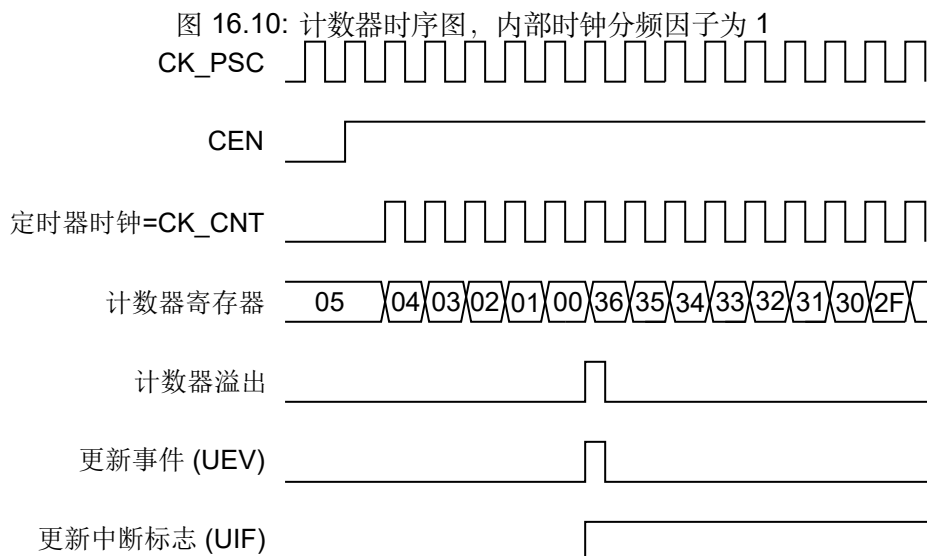 图 16.10: 计数器时序图，内部时钟分频因子为 1
CK_PSC
CEN
定时器时钟=CK_CNT
计数器寄存器 05 04 03 02 01 00 36 35 34 33 32 31 30 2F
计数器溢出
更新事件 (UEV)
更新中断标志 (UIF)